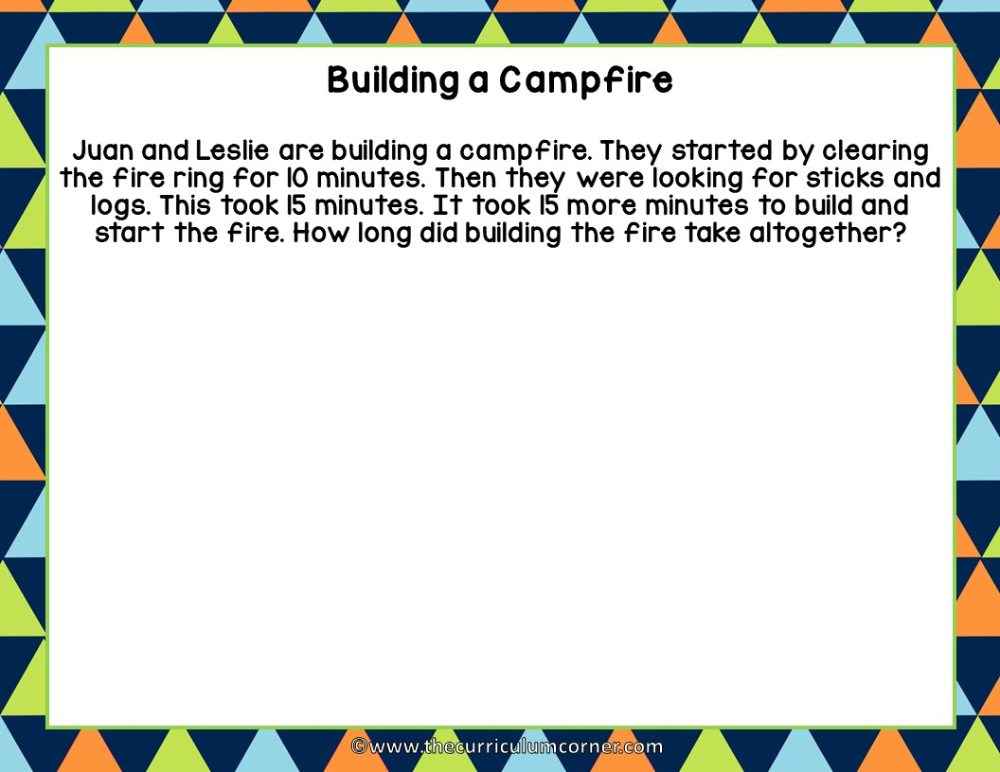 Building a Campfire
Juan and Leslie are building a campfire. They started by clearing
the fire ring for 10 minutes. Then they were looking for sticks and
logs. This took 15 minutes. It took 15 more minutes to build and
start the fire. How long did building the fire take altogether?
©www.thecurriculumcorner.com